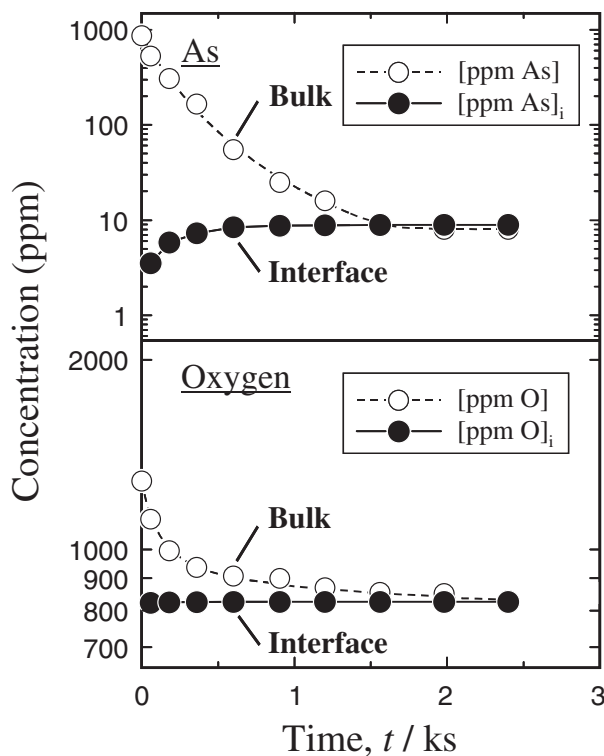 1000
As
[ppm As]
[ppm As]i
Bulk
100
10
Interface
1
Concentration (ppm)
2000
Oxygen
[ppm O]
[ppm O]i
Bulk
1000
900
800
Interface
700
0 1 2 3
Time, t / ks